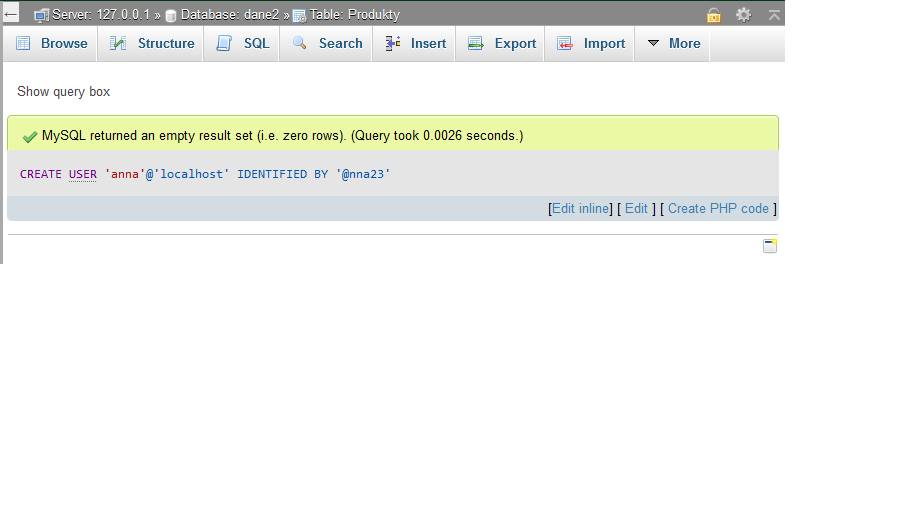 Server: 127.0.0.1 » Database: dane2 » Table: Produkty
Browse Structure SQL Search Insert Export Import More
Show query box
MySQL returned an empty result set (i.e. zero rows). (Query took 0.0026 seconds.)
CREATE USER 'anna'@'localhost' IDENTIFIED BY '@nna23'
[Edit inline] [ Edit ] [ Create PHP code ]